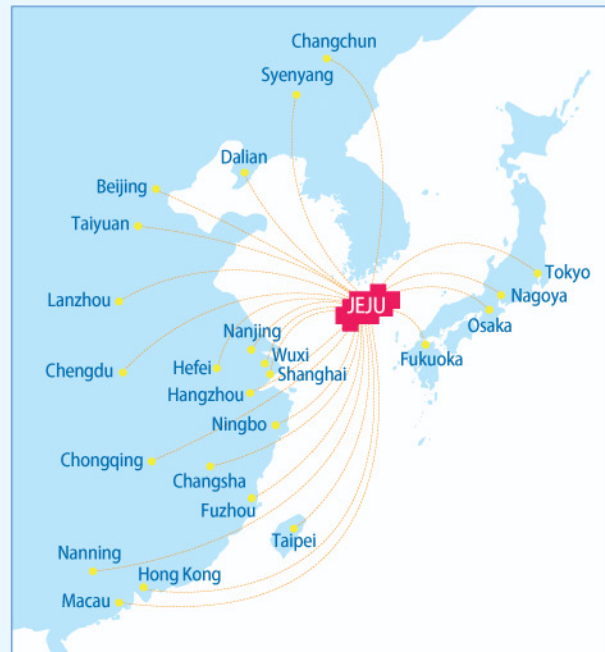 Changchun
Syenyang
Dalian
Beijing
Taiyuan
Tokyo
Lanzhou
JEJU
Nagoya
Osaka
Nanjing
Wuxi
Fukuoka
Hefei
Shanghai
Chengdu
Hangzhou
Ningbo
Chongqing
Changsha
Fuzhou
Taipei
Nanning
Hong Kong
Macau